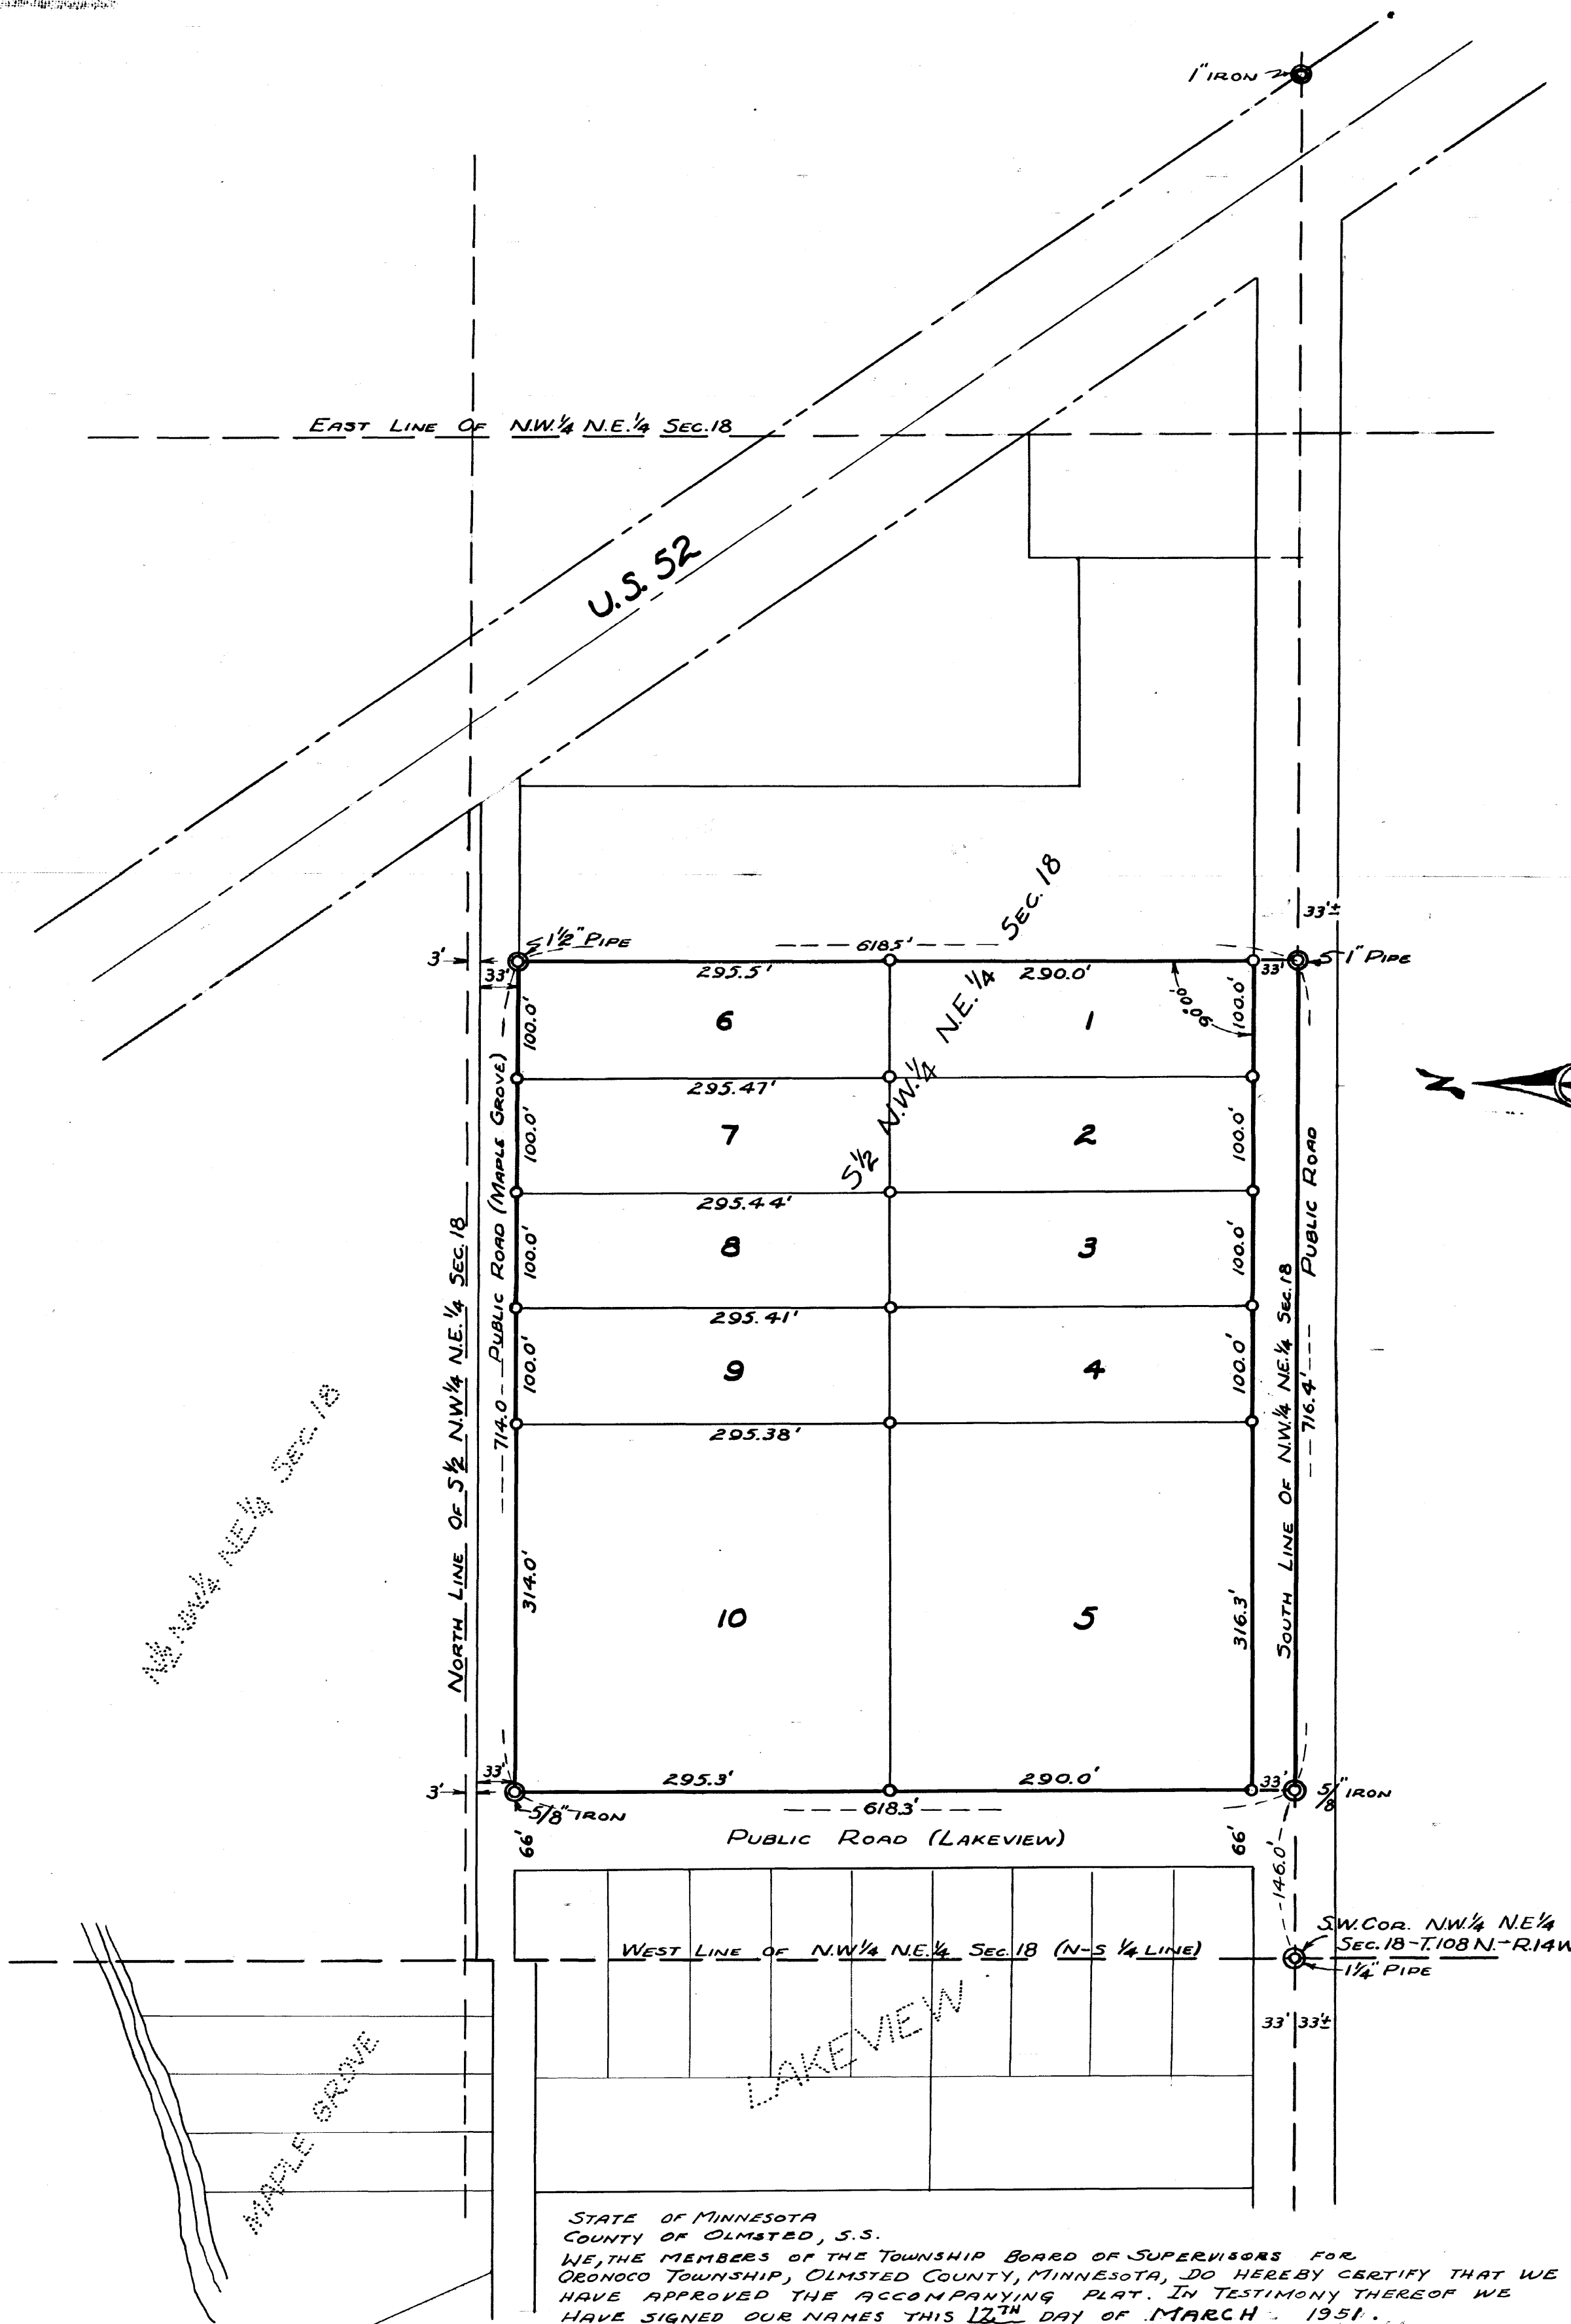 1" IRON
EAST LINE OF N.W.¼ N.E.¼ SEC.18
U.S. 52
33'±
3'
1½" PIPE
618.5'
1" PIPE
33'
295.5'
290.0'
33'
SEC. 18
N.E. ¼
N.W. ¼
S½
100.0'
6
1
90°00'
100.0'
295.47'
N
100.0'
7
2
100.0'
295.44'
100.0'
8
3
100.0'
295.41'
100.0'
9
4
100.0'
295.38'
NORTH LINE OF S½ N.W¼ N.E.¼ SEC.18
714.0
PUBLIC ROAD (MAPLE GROVE)
PUBLIC ROAD
SOUTH LINE OF N.W.¼ N.E.¼ SEC.18
716.4'
N½ NW¼ NE¼ SEC.18
314.0'
10
5
316.3'
3'
33'
295.3'
290.0'
33'
5/8" IRON
618.3'
5/8" IRON
66'
PUBLIC ROAD (LAKEVIEW)
66'
146.0'
S.W. COR. N.W.¼ N.E¼
SEC.18-T.108 N.-R.14W
1¼" PIPE
WEST LINE OF N.W¼ N.E.¼ SEC.18 (N-S ¼ LINE)
33' 33'±
LAKEVIEW
MAPLE GROVE
STATE OF MINNESOTA
COUNTY OF OLMSTED, S.S.
WE, THE MEMBERS OF THE TOWNSHIP BOARD OF SUPERVISORS FOR
ORONOCO TOWNSHIP, OLMSTED COUNTY, MINNESOTA, DO HEREBY CERTIFY THAT WE
HAVE APPROVED THE ACCOMPANYING PLAT. IN TESTIMONY THEREOF WE
HAVE SIGNED OUR NAMES THIS 12TH DAY OF MARCH 1951.